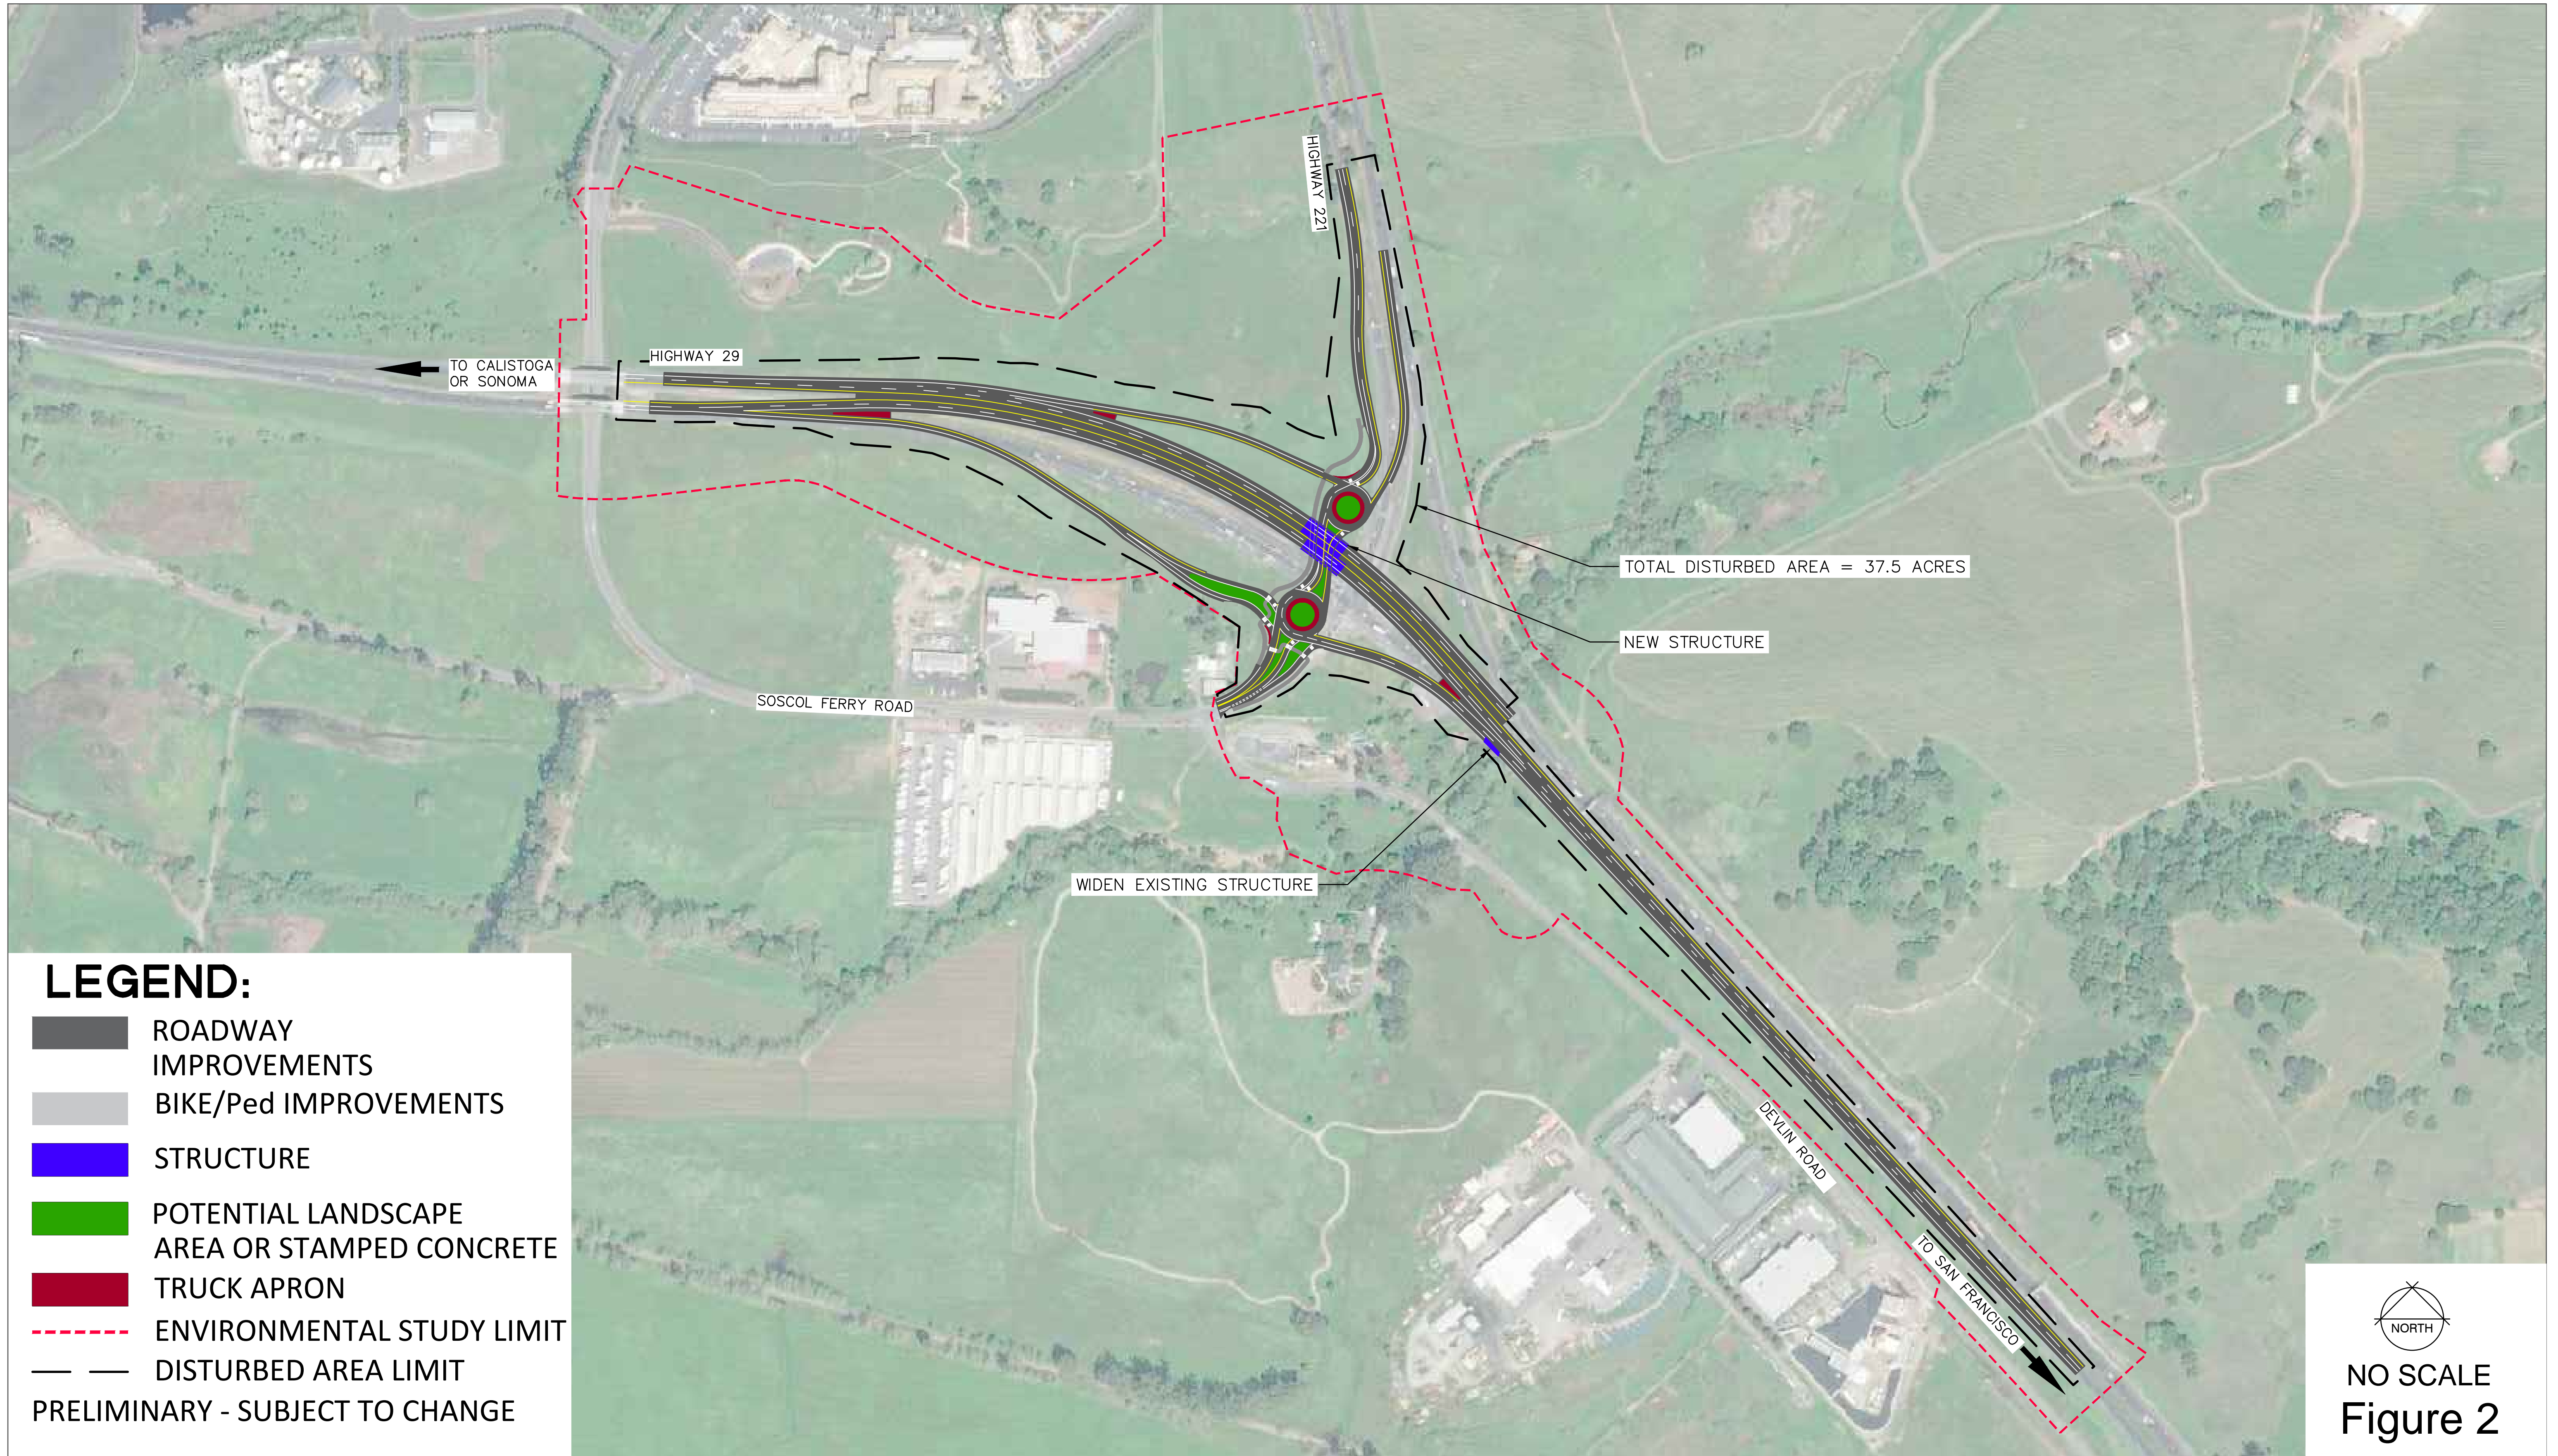 HIGHWAY 221
TO CALISTOGA
OR SONOMA
HIGHWAY 29
TOTAL DISTURBED AREA = 37.5 ACRES
NEW STRUCTURE
SOSCOL FERRY ROAD
WIDEN EXISTING STRUCTURE
DEVLIN ROAD
TO SAN FRANCISCO
LEGEND:
ROADWAY
IMPROVEMENTS
BIKE/Ped IMPROVEMENTS
STRUCTURE
POTENTIAL LANDSCAPE
AREA OR STAMPED CONCRETE
TRUCK APRON
ENVIRONMENTAL STUDY LIMIT
DISTURBED AREA LIMIT
PRELIMINARY - SUBJECT TO CHANGE
NORTH
NO SCALE
Figure 2